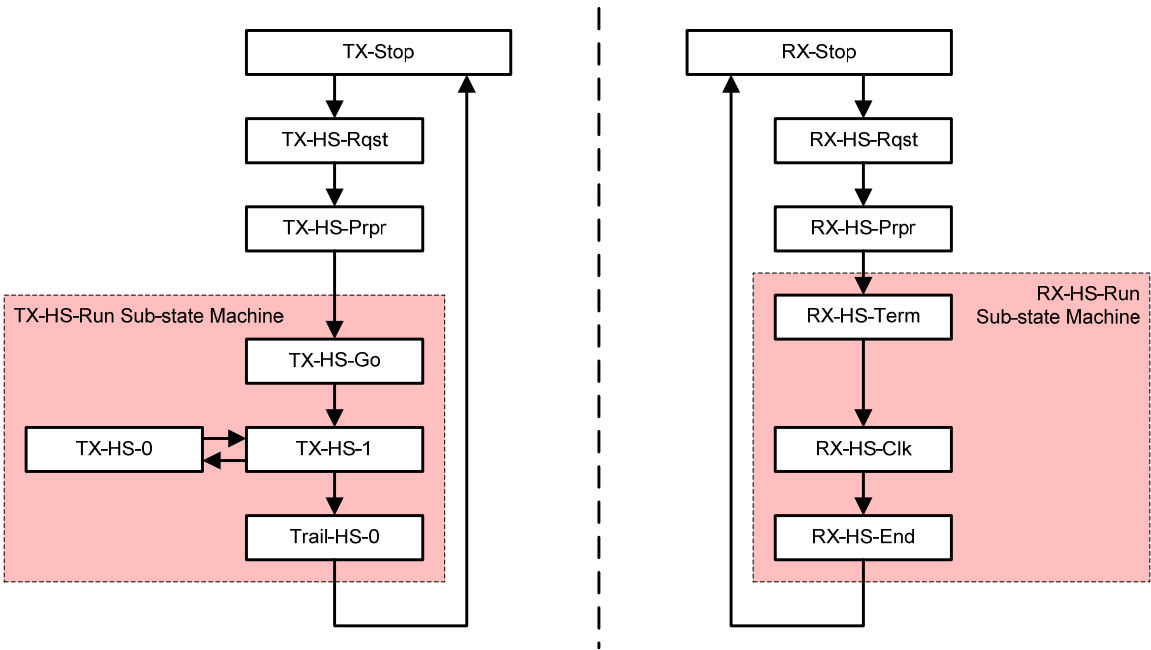 TX-Stop
TX-HS-Rqst
TX-HS-Prpr
TX-HS-Run Sub-state Machine
TX-HS-Go
TX-HS-0
TX-HS-1
Trail-HS-0
RX-Stop
RX-HS-Rqst
RX-HS-Prpr
RX-HS-Run
Sub-state Machine
RX-HS-Term
RX-HS-Clk
RX-HS-End